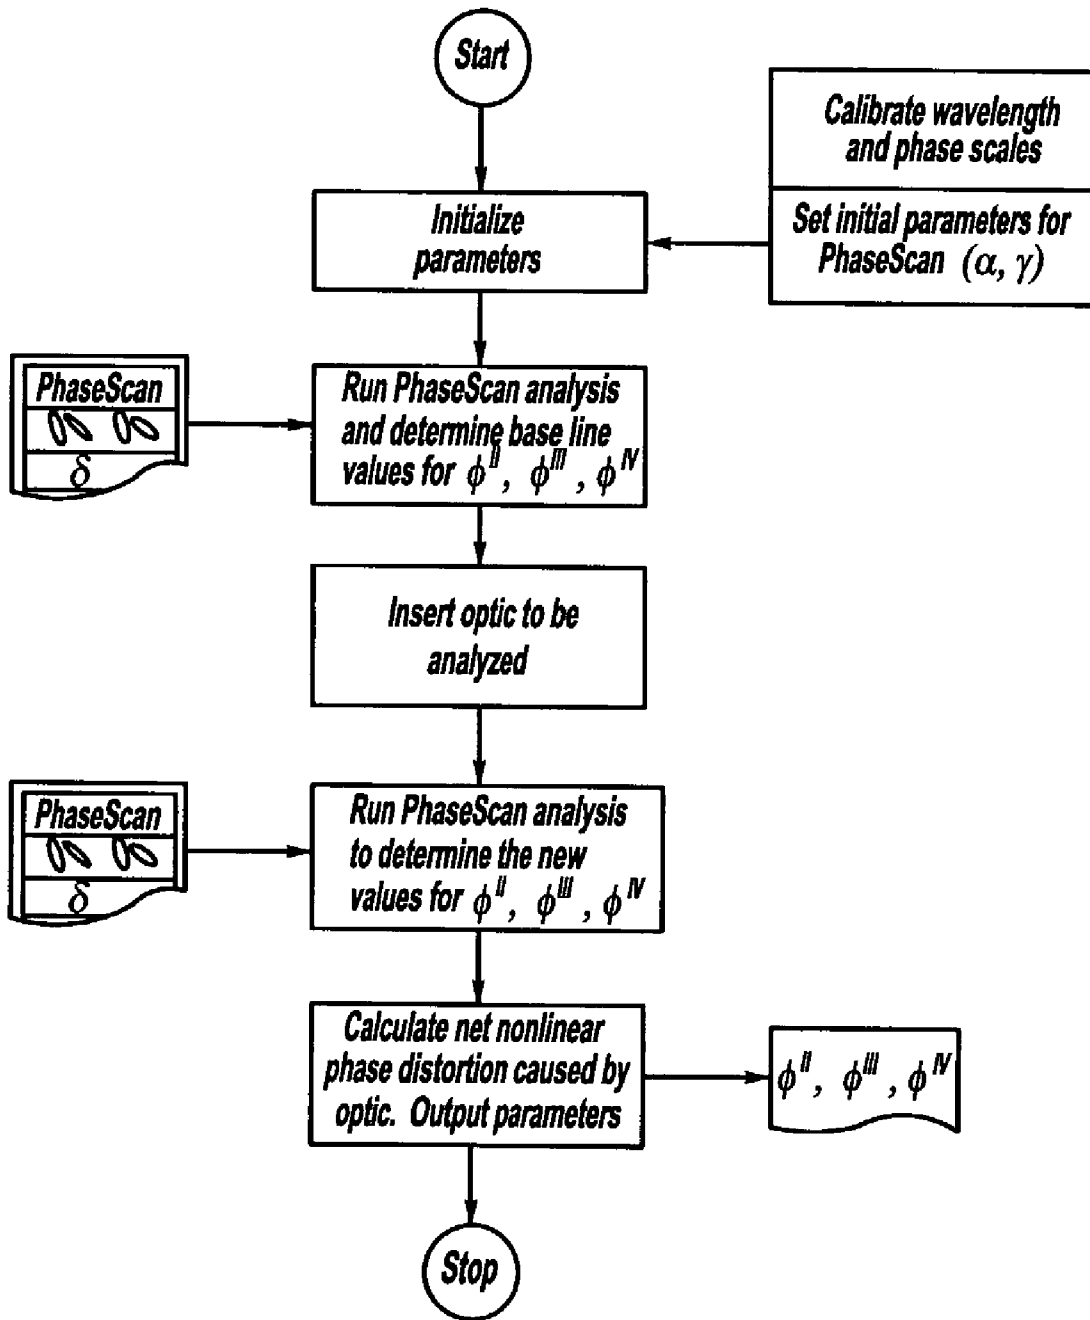 Start
Calibrate wavelength
and phase scales
Set initial parameters for
PhaseScan (α, γ)
Initialize
parameters
PhaseScan
δ
Run PhaseScan analysis
and determine base line
values for ϕ^II, ϕ^III, ϕ^IV
Insert optic to be
analyzed
PhaseScan
δ
Run PhaseScan analysis
to determine the new
values for ϕ^II, ϕ^III, ϕ^IV
Calculate net nonlinear
phase distortion caused by
optic. Output parameters
ϕ^II, ϕ^III, ϕ^IV
Stop